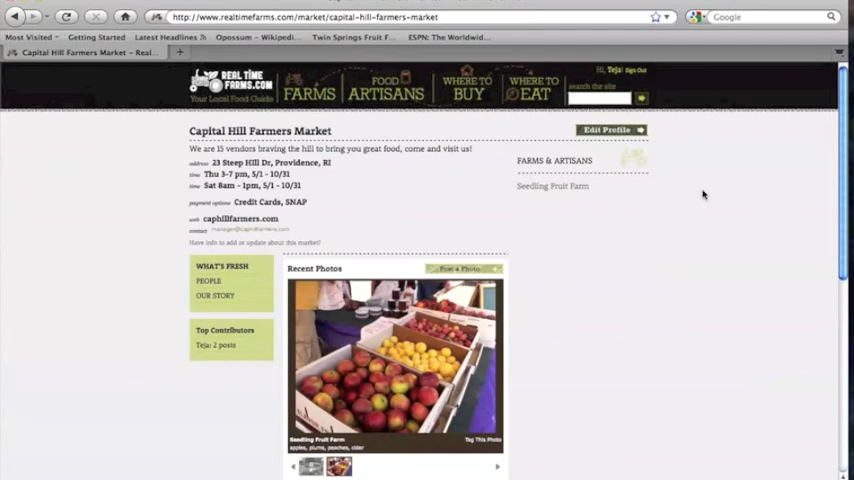 http://www.realtimefarms.com/market/capital-hill-farmers-market
Google
Most Visited
Getting Started
Latest Headlines
Opossum - Wikipedi...
Twin Springs Fruit F...
ESPN: The Worldwid...
Capital Hill Farmers Market - Real...
REAL TIME
FARMS.COM
Your Local Food Guide
FARMS
FOOD
ARTISANS
WHERE TO
BUY
WHERE TO
EAT
Hi, Teja! Sign Out
search the site
Capital Hill Farmers Market
Edit Profile
We are 15 vendors braving the hill to bring you great food, come and visit us!
address 23 Steep Hill Dr, Providence, RI
time Thu 3-7 pm, 5/1 - 10/31
time Sat 8am - 1pm, 5/1 - 10/31
payment options Credit Cards, SNAP
web caphillfarmers.com
contact manager@caphillfarmers.com
Have info to add or update about this market?
FARMS & ARTISANS
Seedling Fruit Farm
WHAT'S FRESH
PEOPLE
OUR STORY
Top Contributors
Teja: 2 posts
Recent Photos
Post a Photo
Seedling Fruit Farm
apples, plums, peaches, cider
Tag This Photo